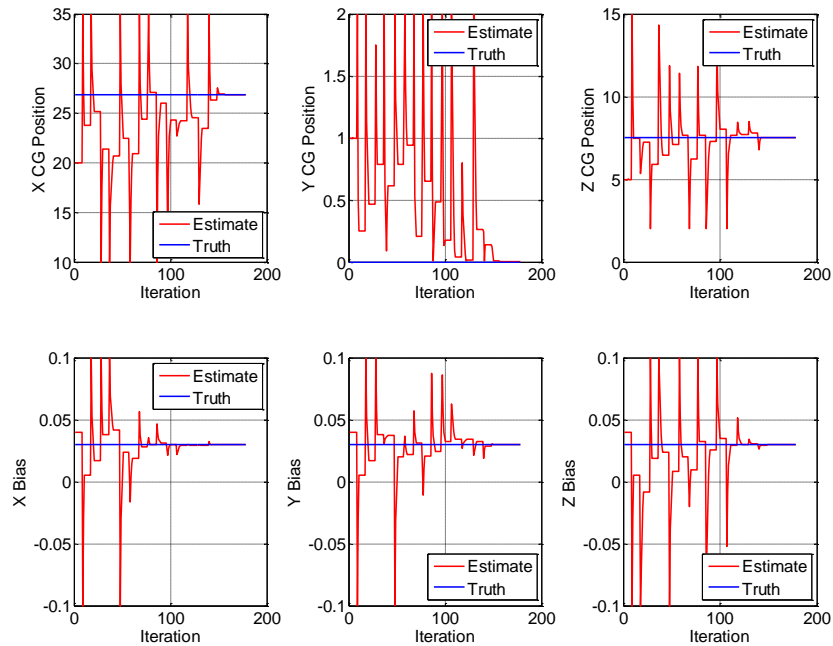 35
30
25
20
15
10
0
100
200
X CG Position
Iteration
Estimate
Truth
2
1.5
1
0.5
0
0
100
200
Y CG Position
Iteration
Estimate
Truth
15
10
5
0
0
100
200
Z CG Position
Iteration
Estimate
Truth
0.1
0.05
0
-0.05
-0.1
0
100
200
X Bias
Iteration
Estimate
Truth
0.1
0.05
0
-0.05
-0.1
0
100
200
Y Bias
Iteration
Estimate
Truth
0.1
0.05
0
-0.05
-0.1
0
100
200
Z Bias
Iteration
Estimate
Truth